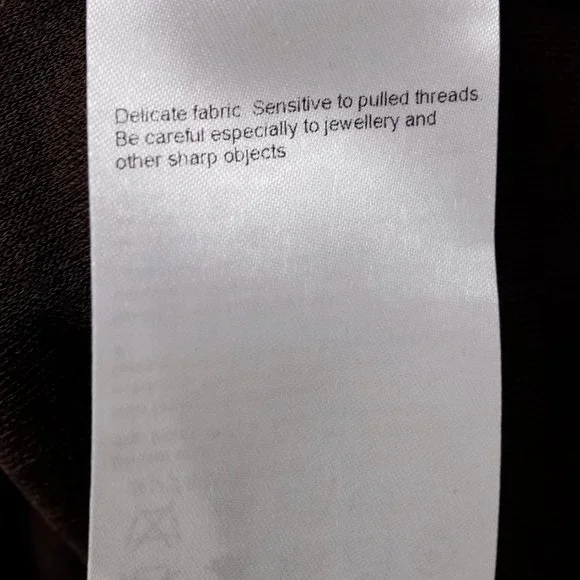 Delicate fabric Sensitive to pulled threads
Be careful especially to jewellery and
other sharp objects